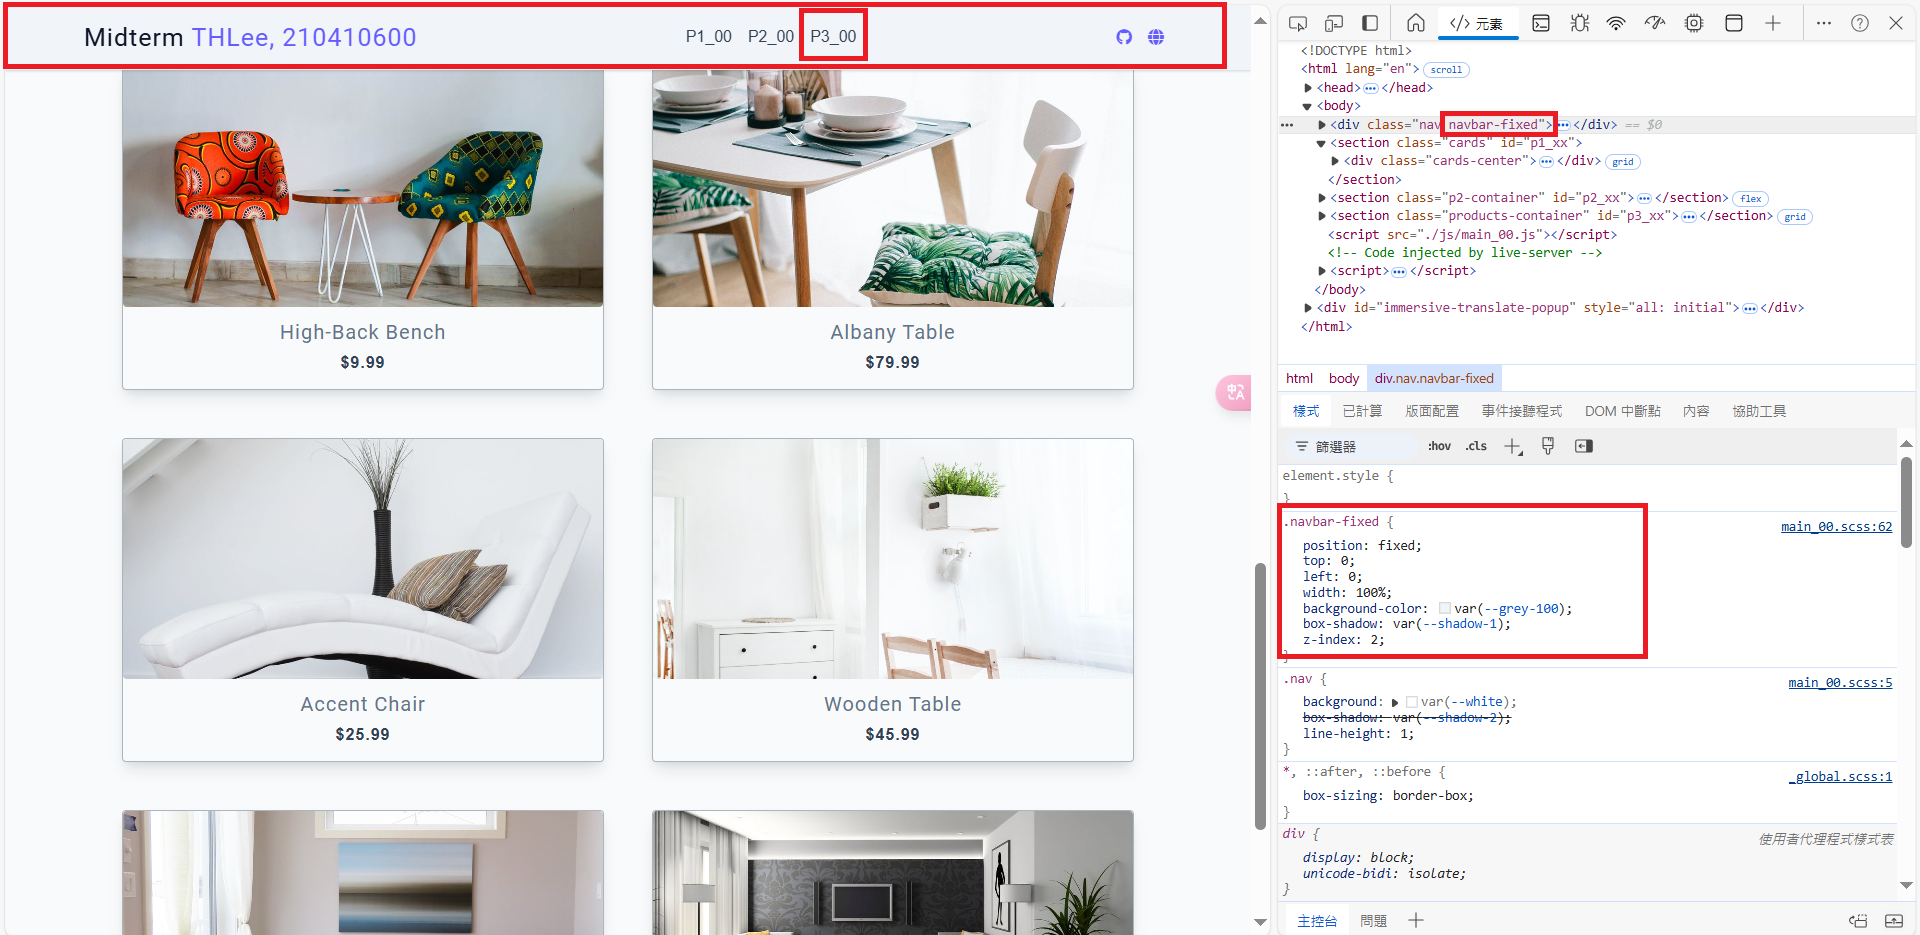 Midterm THLee, 210410600
P1_00 P2_00 P3_00
High-Back Bench
$9.99
Albany Table
$79.99
Accent Chair
$25.99
Wooden Table
$45.99
元素
<!DOCTYPE html>
<html lang="en"> scroll
<head>…</head>
<body>
<div class="nav navbar-fixed">…</div> == $0
<section class="cards" id="p1_xx">
<div class="cards-center">…</div> grid
</section>
<section class="p2-container" id="p2_xx">…</section> flex
<section class="products-container" id="p3_xx">…</section> grid
<script src="./js/main_00.js"></script>
<!-- Code injected by live-server -->
<script>…</script>
</body>
<div id="immersive-translate-popup" style="all: initial">…</div>
</html>
html body div.nav.navbar-fixed
樣式 已計算 版面配置 事件接聽程式 DOM 中斷點 內容 協助工具
篩選器 :hov .cls
element.style {
}
.navbar-fixed { main_00.scss:62
position: fixed;
top: 0;
left: 0;
width: 100%;
background-color: var(--grey-100);
box-shadow: var(--shadow-1);
z-index: 2;
}
.nav { main_00.scss:5
background: var(--white);
box-shadow: var(--shadow-2);
line-height: 1;
}
*, ::after, ::before { _global.scss:1
box-sizing: border-box;
}
div { 使用者代理程式樣式表
display: block;
unicode-bidi: isolate;
}
主控台 問題